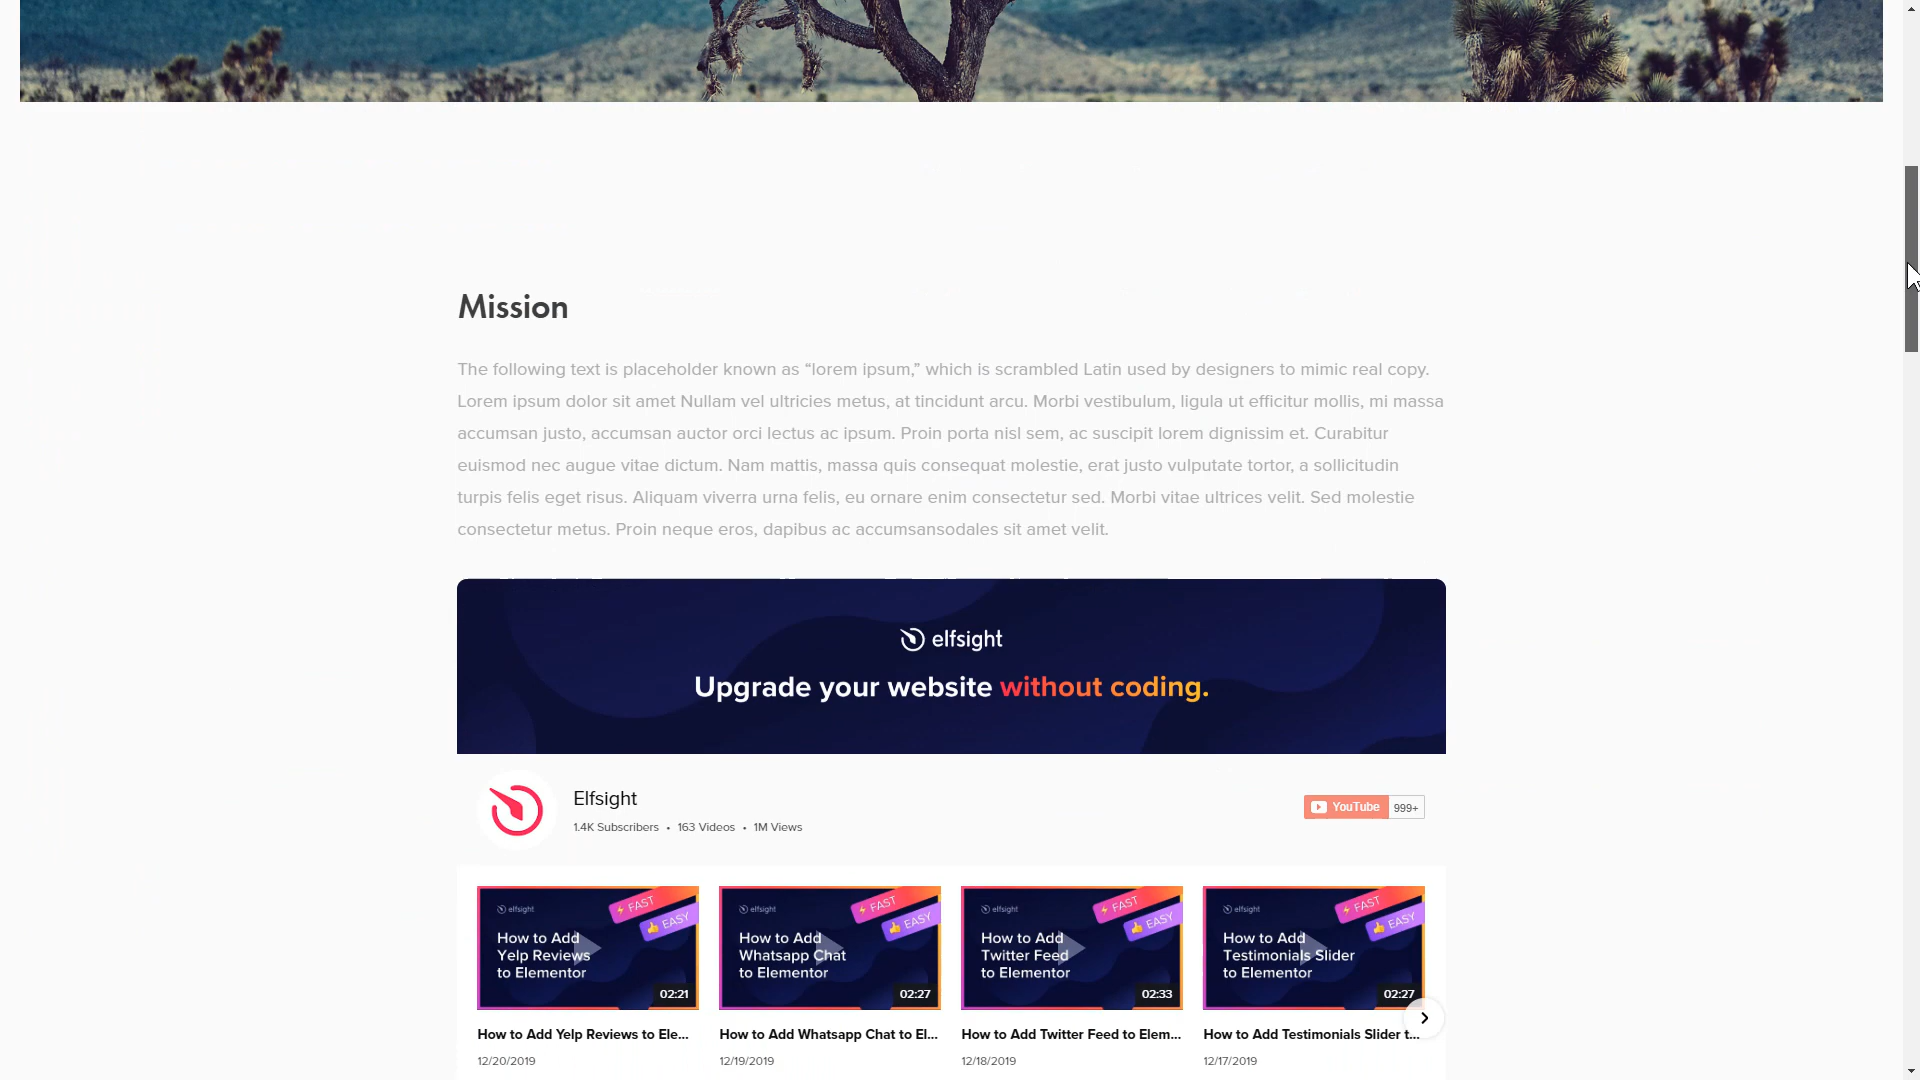 Mission
The following text is placeholder known as “lorem ipsum,” which is scrambled Latin used by designers to mimic real copy.
Lorem ipsum dolor sit amet Nullam vel ultricies metus, at tincidunt arcu. Morbi vestibulum, ligula ut efficitur mollis, mi massa
accumsan justo, accumsan auctor orci lectus ac ipsum. Proin porta nisl sem, ac suscipit lorem dignissim et. Curabitur
euismod nec augue vitae dictum. Nam mattis, massa quis consequat molestie, erat justo vulputate tortor, a sollicitudin
turpis felis eget risus. Aliquam viverra urna felis, eu ornare enim consectetur sed. Morbi vitae ultrices velit. Sed molestie
consectetur metus. Proin neque eros, dapibus ac accumsansodales sit amet velit.
elfsight
Upgrade your website without coding.
Elfsight
1.4K Subscribers • 163 Videos • 1M Views
YouTube 999+
elfsight
FAST
EASY
How to Add
Yelp Reviews
to Elementor
02:21
How to Add Yelp Reviews to Ele...
12/20/2019
elfsight
FAST
EASY
How to Add
Whatsapp Chat
to Elementor
02:27
How to Add Whatsapp Chat to El...
12/19/2019
elfsight
FAST
EASY
How to Add
Twitter Feed
to Elementor
02:33
How to Add Twitter Feed to Elem...
12/18/2019
elfsight
FAST
EASY
How to Add
Testimonials Slider
to Elementor
02:27
How to Add Testimonials Slider t...
12/17/2019